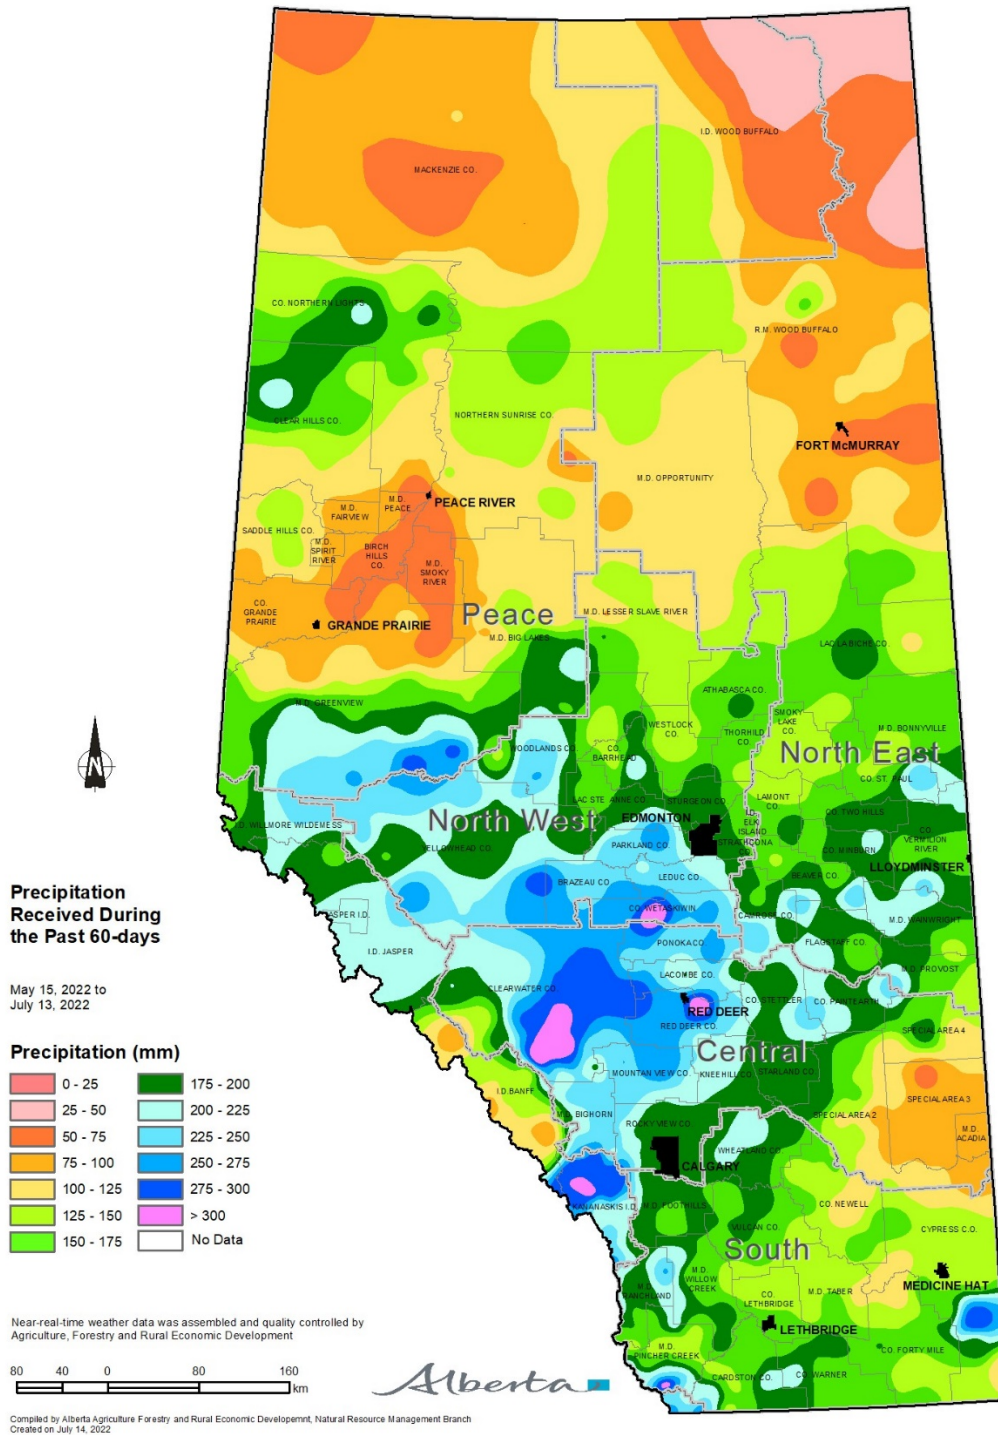 I.D. WOOD BUFFALO
MACKENZIE CO.
CO. NORTHERN LIGHTS
R.M. WOOD BUFFALO
CLEAR HILLS CO.
NORTHERN SUNRISE CO.
FORT McMURRAY
M.D. OPPORTUNITY
M.D.
PEACE
PEACE RIVER
M.D.
FAIRVIEW
SADDLE HILLS CO.
M.D.
SPIRIT
RIVER
BIRCH
HILLS
CO.
M.D.
SMOKY
RIVER
CO.
GRANDE
PRAIRIE
GRANDE PRAIRIE
Peace
M.D. LESSER SLAVE RIVER
M.D. BIG LAKES
LAC LA BICHE CO.
M.D. GREENVIEW
ATHABASCA CO.
WESTLOCK
CO.
SMOKY
LAKE
CO.
M.D. BONNYVILLE
THORHILD
CO.
WOODLANDS CO.
CO.
BARRHEAD
North East
CO. ST. PAUL
LAC STE ANNE CO.
STURGEON CO.
LAMONT
CO.
CO. TWO HILLS
North West
EDMONTON
I.D.
ELK
ISLAND
STRATHCONA
CO.
I.D. WILLMORE WILDERNESS
YELLOWHEAD CO.
PARKLAND CO.
CO. MINBURN
CO.
VERMILION
RIVER
LLOYDMINSTER
BRAZEAU CO.
LEDUC CO.
BEAVER CO.
Precipitation
Received During
the Past 60-days
JASPER I.D.
CO. WETASKIWIN
CAMROSE CO.
M.D. WAINWRIGHT
I.D. JASPER
PONOKA CO.
FLAGSTAFF CO.
M.D. PROVOST
LACOMBE CO.
May 15, 2022 to
July 13, 2022
CLEARWATER CO.
CO. STETTLER
CO. PAINTEARTH
RED DEER
RED DEER CO.
SPECIAL AREA 4
Central
Precipitation (mm)
0 - 25
25 - 50
50 - 75
75 - 100
100 - 125
125 - 150
150 - 175
175 - 200
200 - 225
225 - 250
250 - 275
275 - 300
> 300
No Data
MOUNTAIN VIEW CO.
KNEEHILL CO.
STARLAND CO.
I.D BANFF
M.D. BIGHORN
SPECIAL AREA 2
SPECIAL AREA 3
ROCKY VIEW CO.
M.D.
ACADIA
WHEATLAND CO.
CALGARY
KANANASKIS I.D.
M.D. FOOTHILLS
CO. NEWELL
VULCAN CO.
CYPRESS C.O.
South
M.D.
WILLOW
CREEK
M.D.
RANCHLAND
M.D. TABER
MEDICINE HAT
CO.
LETHBRIDGE
LETHBRIDGE
M.D.
PINCHER CREEK
CO. FORTY MILE
CARDSTON CO.
CO. WARNER
N
Near-real-time weather data was assembled and quality controlled by
Agriculture, Forestry and Rural Economic Development
80 40 0 80 160
km
Alberta
Compiled by Alberta Agriculture Forestry and Rural Economic Developemnt, Natural Resource Management Branch
Created on July 14, 2022